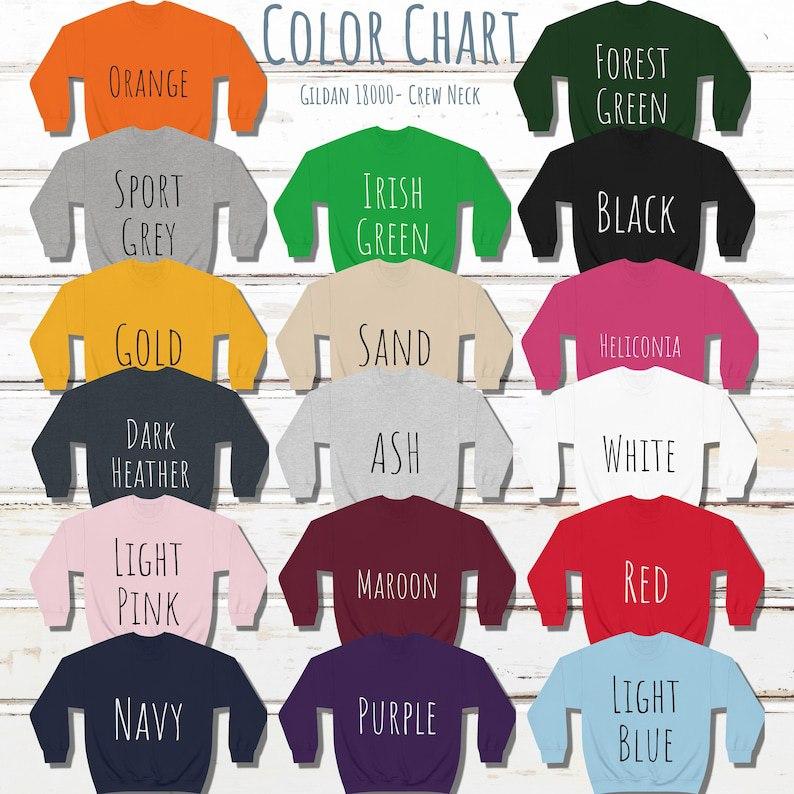 COLOR CHART
GILDAN 18000- CREW NECK
ORANGE
FOREST
GREEN
SPORT
GREY
IRISH
GREEN
BLACK
GOLD
SAND
HELICONIA
DARK
HEATHER
ASH
WHITE
LIGHT
PINK
MAROON
RED
NAVY
PURPLE
LIGHT
BLUE